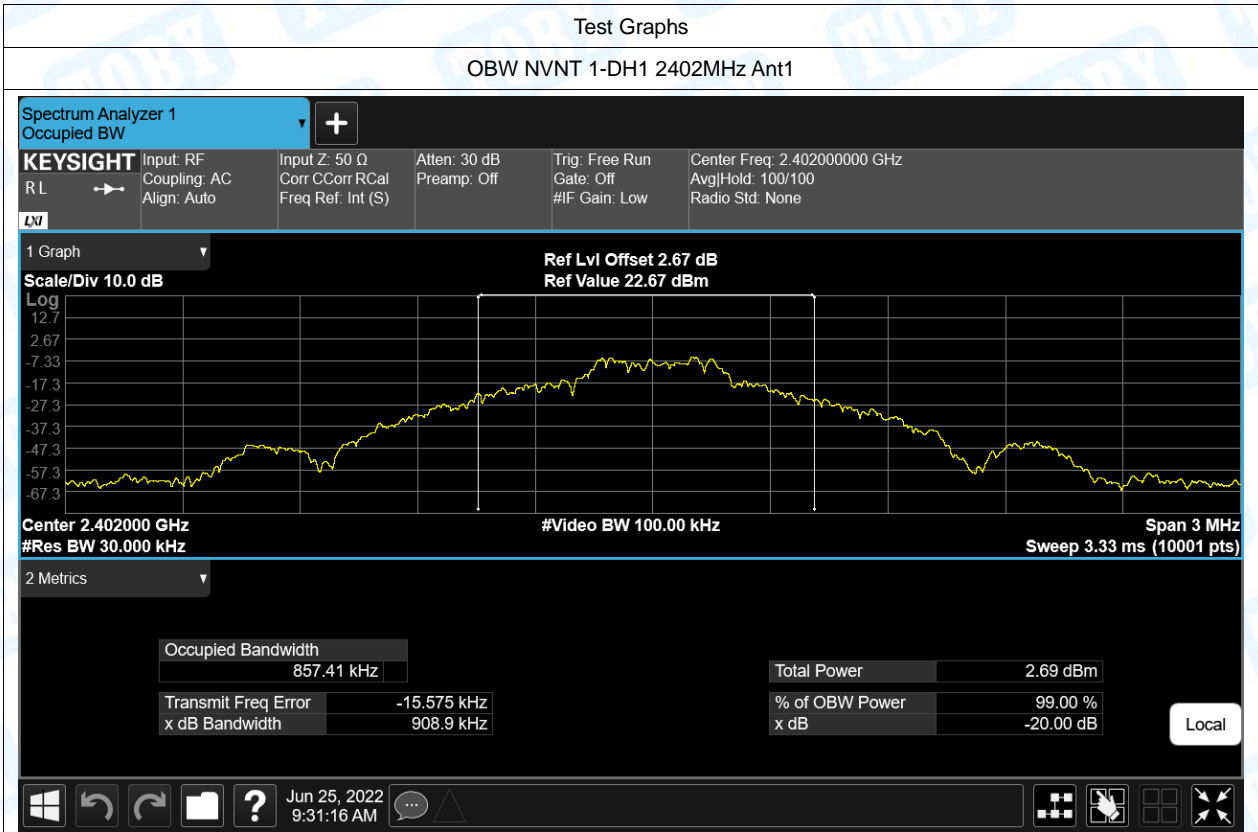 Test Graphs
OBW NVNT 1-DH1 2402MHz Ant1
Spectrum Analyzer 1
Occupied BW
KEYSIGHT
R L
LXI
Input: RF
Coupling: AC
Align: Auto
Input Z: 50 Ω
Corr CCorr RCal
Freq Ref: Int (S)
Atten: 30 dB
Preamp: Off
Trig: Free Run
Gate: Off
#IF Gain: Low
Center Freq: 2.402000000 GHz
Avg|Hold: 100/100
Radio Std: None
1 Graph
Scale/Div 10.0 dB
Ref Lvl Offset 2.67 dB
Ref Value 22.67 dBm
Log
12.7
2.67
-7.33
-17.3
-27.3
-37.3
-47.3
-57.3
-67.3
Center 2.402000 GHz
#Res BW 30.000 kHz
#Video BW 100.00 kHz
Span 3 MHz
Sweep 3.33 ms (10001 pts)
2 Metrics
Occupied Bandwidth
857.41 kHz
Total Power 2.69 dBm
Transmit Freq Error -15.575 kHz
% of OBW Power 99.00 %
x dB Bandwidth 908.9 kHz
x dB -20.00 dB
Local
?
Jun 25, 2022
9:31:16 AM
TOBY